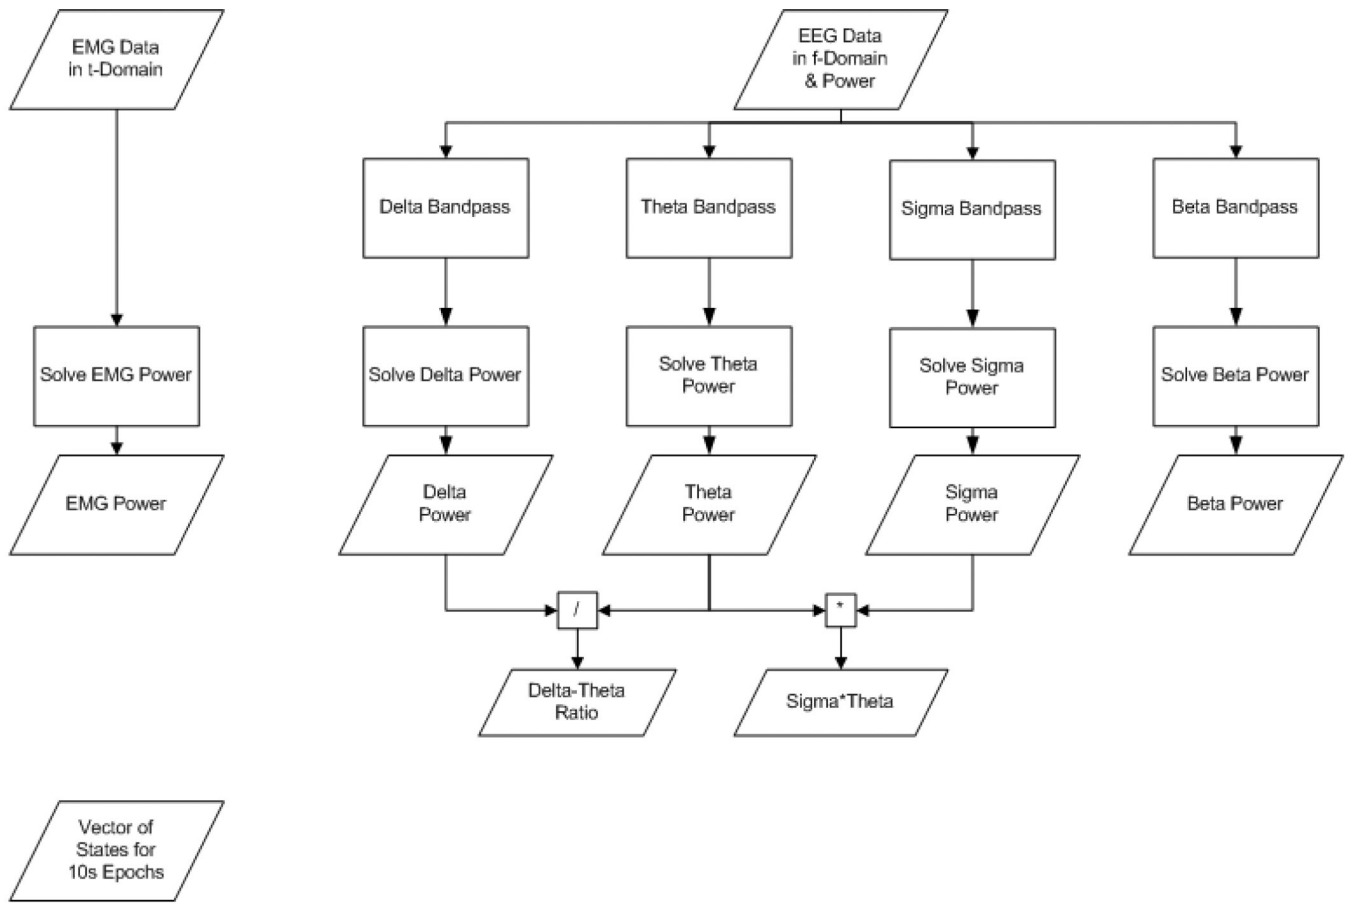 EMG Data
in t-Domain
EEG Data
in f-Domain
& Power
Delta Bandpass
Theta Bandpass
Sigma Bandpass
Beta Bandpass
Solve EMG Power
Solve Delta Power
Solve Theta
Power
Solve Sigma
Power
Solve Beta Power
EMG Power
Delta
Power
Theta
Power
Sigma
Power
Beta Power
/
*
Delta-Theta
Ratio
Sigma*Theta
Vector of
States for
10s Epochs